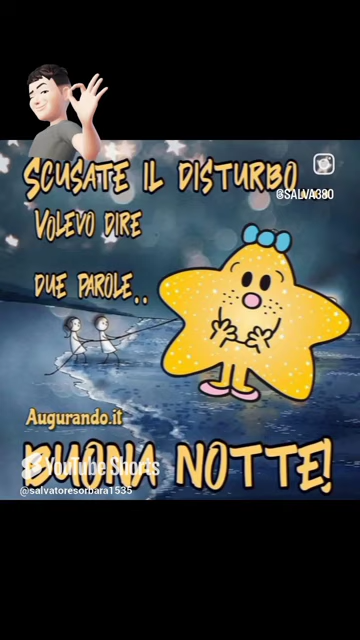 SCUSATE IL DISTURBO
@SALVA380
VOLEVO DIRE
DUE PAROLE..
Augurando.it
BUONA NOTTE!
YouTube Shorts
@salvatoresorbara1535